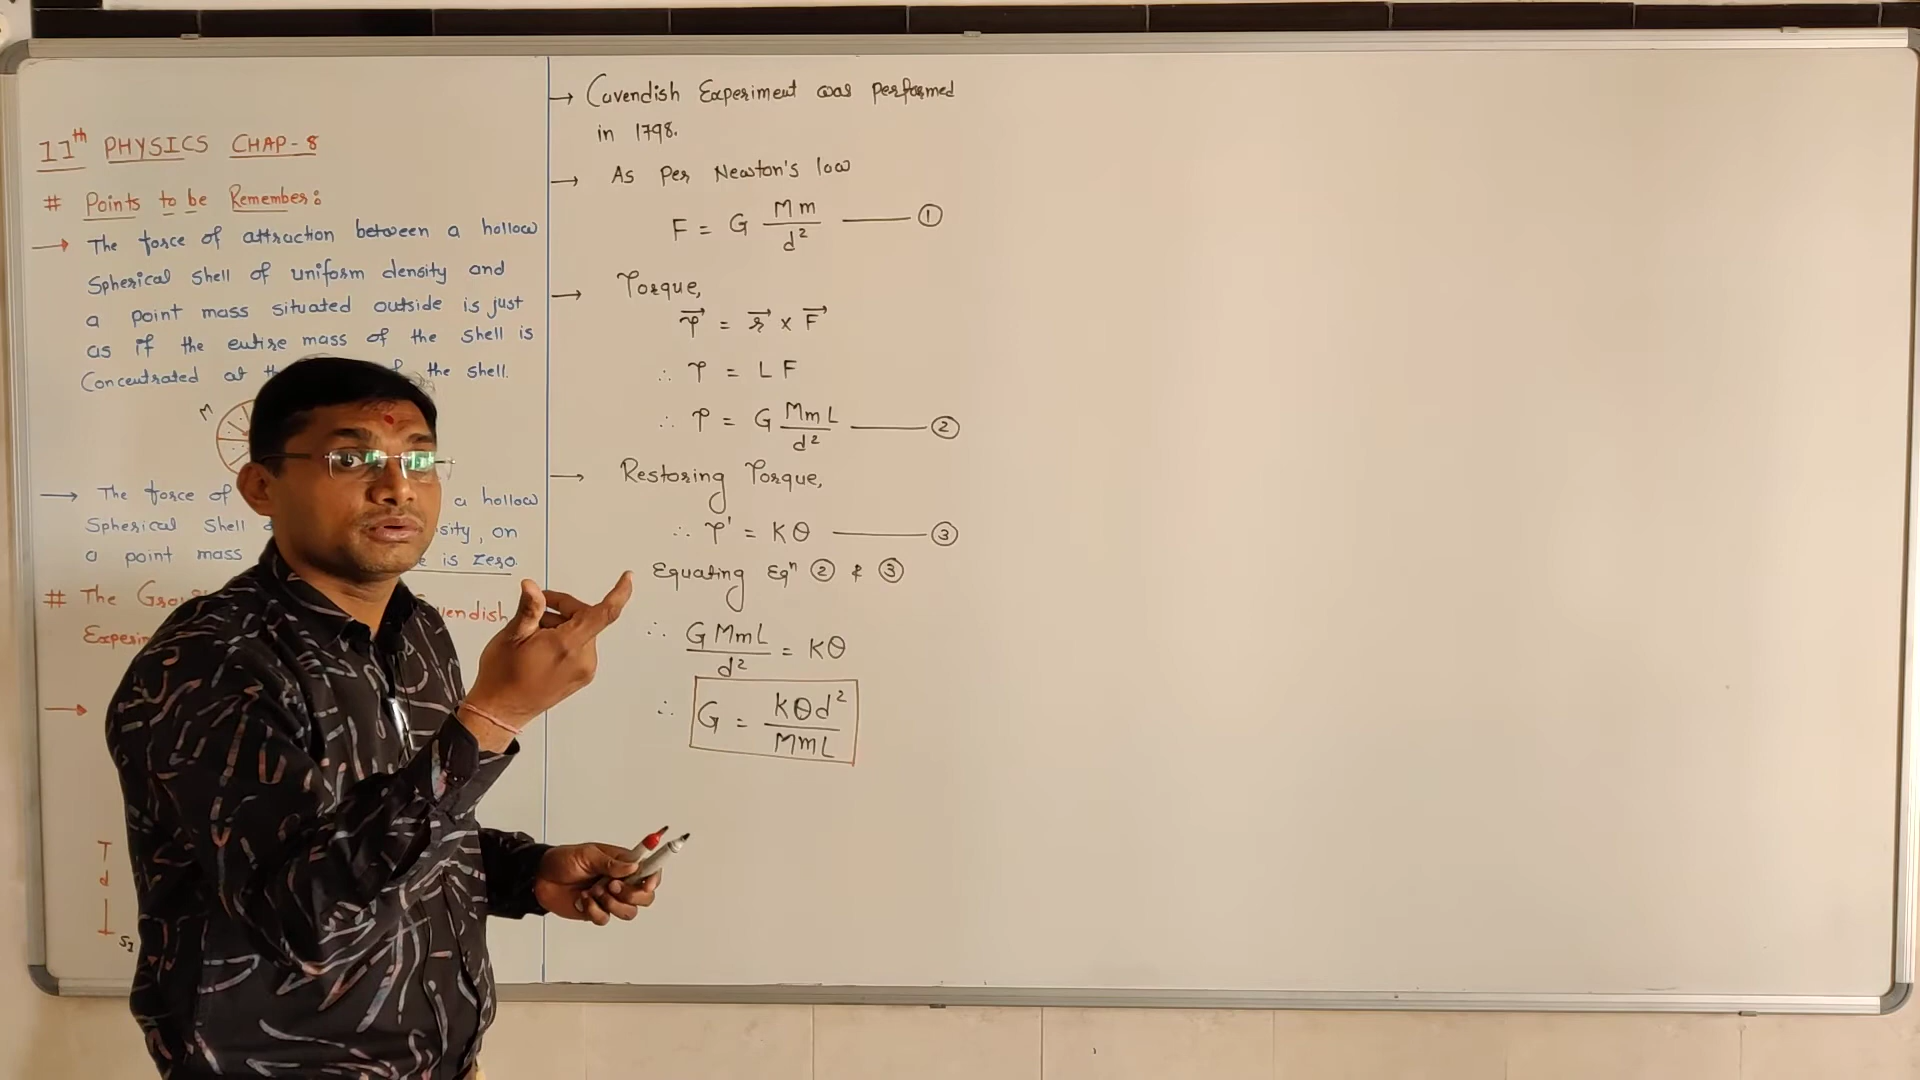 11th PHYSICS CHAP-8
# Points to be Remember:
→ The force of attraction between a hollow
Spherical shell of uniform density and
a point mass situated outside is just
as if the entire mass of the shell is
Concentrated at the shell.
M
→ The force of a hollow
Spherical Shell sity, on
a point mass is zero.
# The vendish
→
T
d
S1
→ Cavendish Experiment was performed
in 1798.
→ As Per Newton's law
F = G Mm/d² —— ①
→ Torque,
τ⃗ = r⃗ × F⃗
∴ τ = L F
∴ τ = G MmL/d² —— ②
→ Restoring Torque,
∴ τ' = Kθ —— ③
Equating Eqn ② & ③
∴ GMmL/d² = Kθ
∴ G = Kθd²/MmL